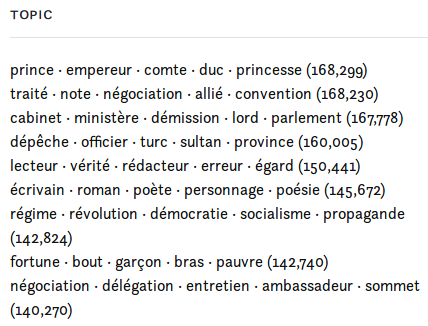 TOPIC
prince · empereur · comte · duc · princesse (168,299)
traité · note · négociation · allié · convention (168,230)
cabinet · ministère · démission · lord · parlement (167,778)
dépêche · officier · turc · sultan · province (160,005)
lecteur · vérité · rédacteur · erreur · égard (150,441)
écrivain · roman · poète · personnage · poésie (145,672)
régime · révolution · démocratie · socialisme · propagande
(142,824)
fortune · bout · garçon · bras · pauvre (142,740)
négociation · délégation · entretien · ambassadeur · sommet
(140,270)